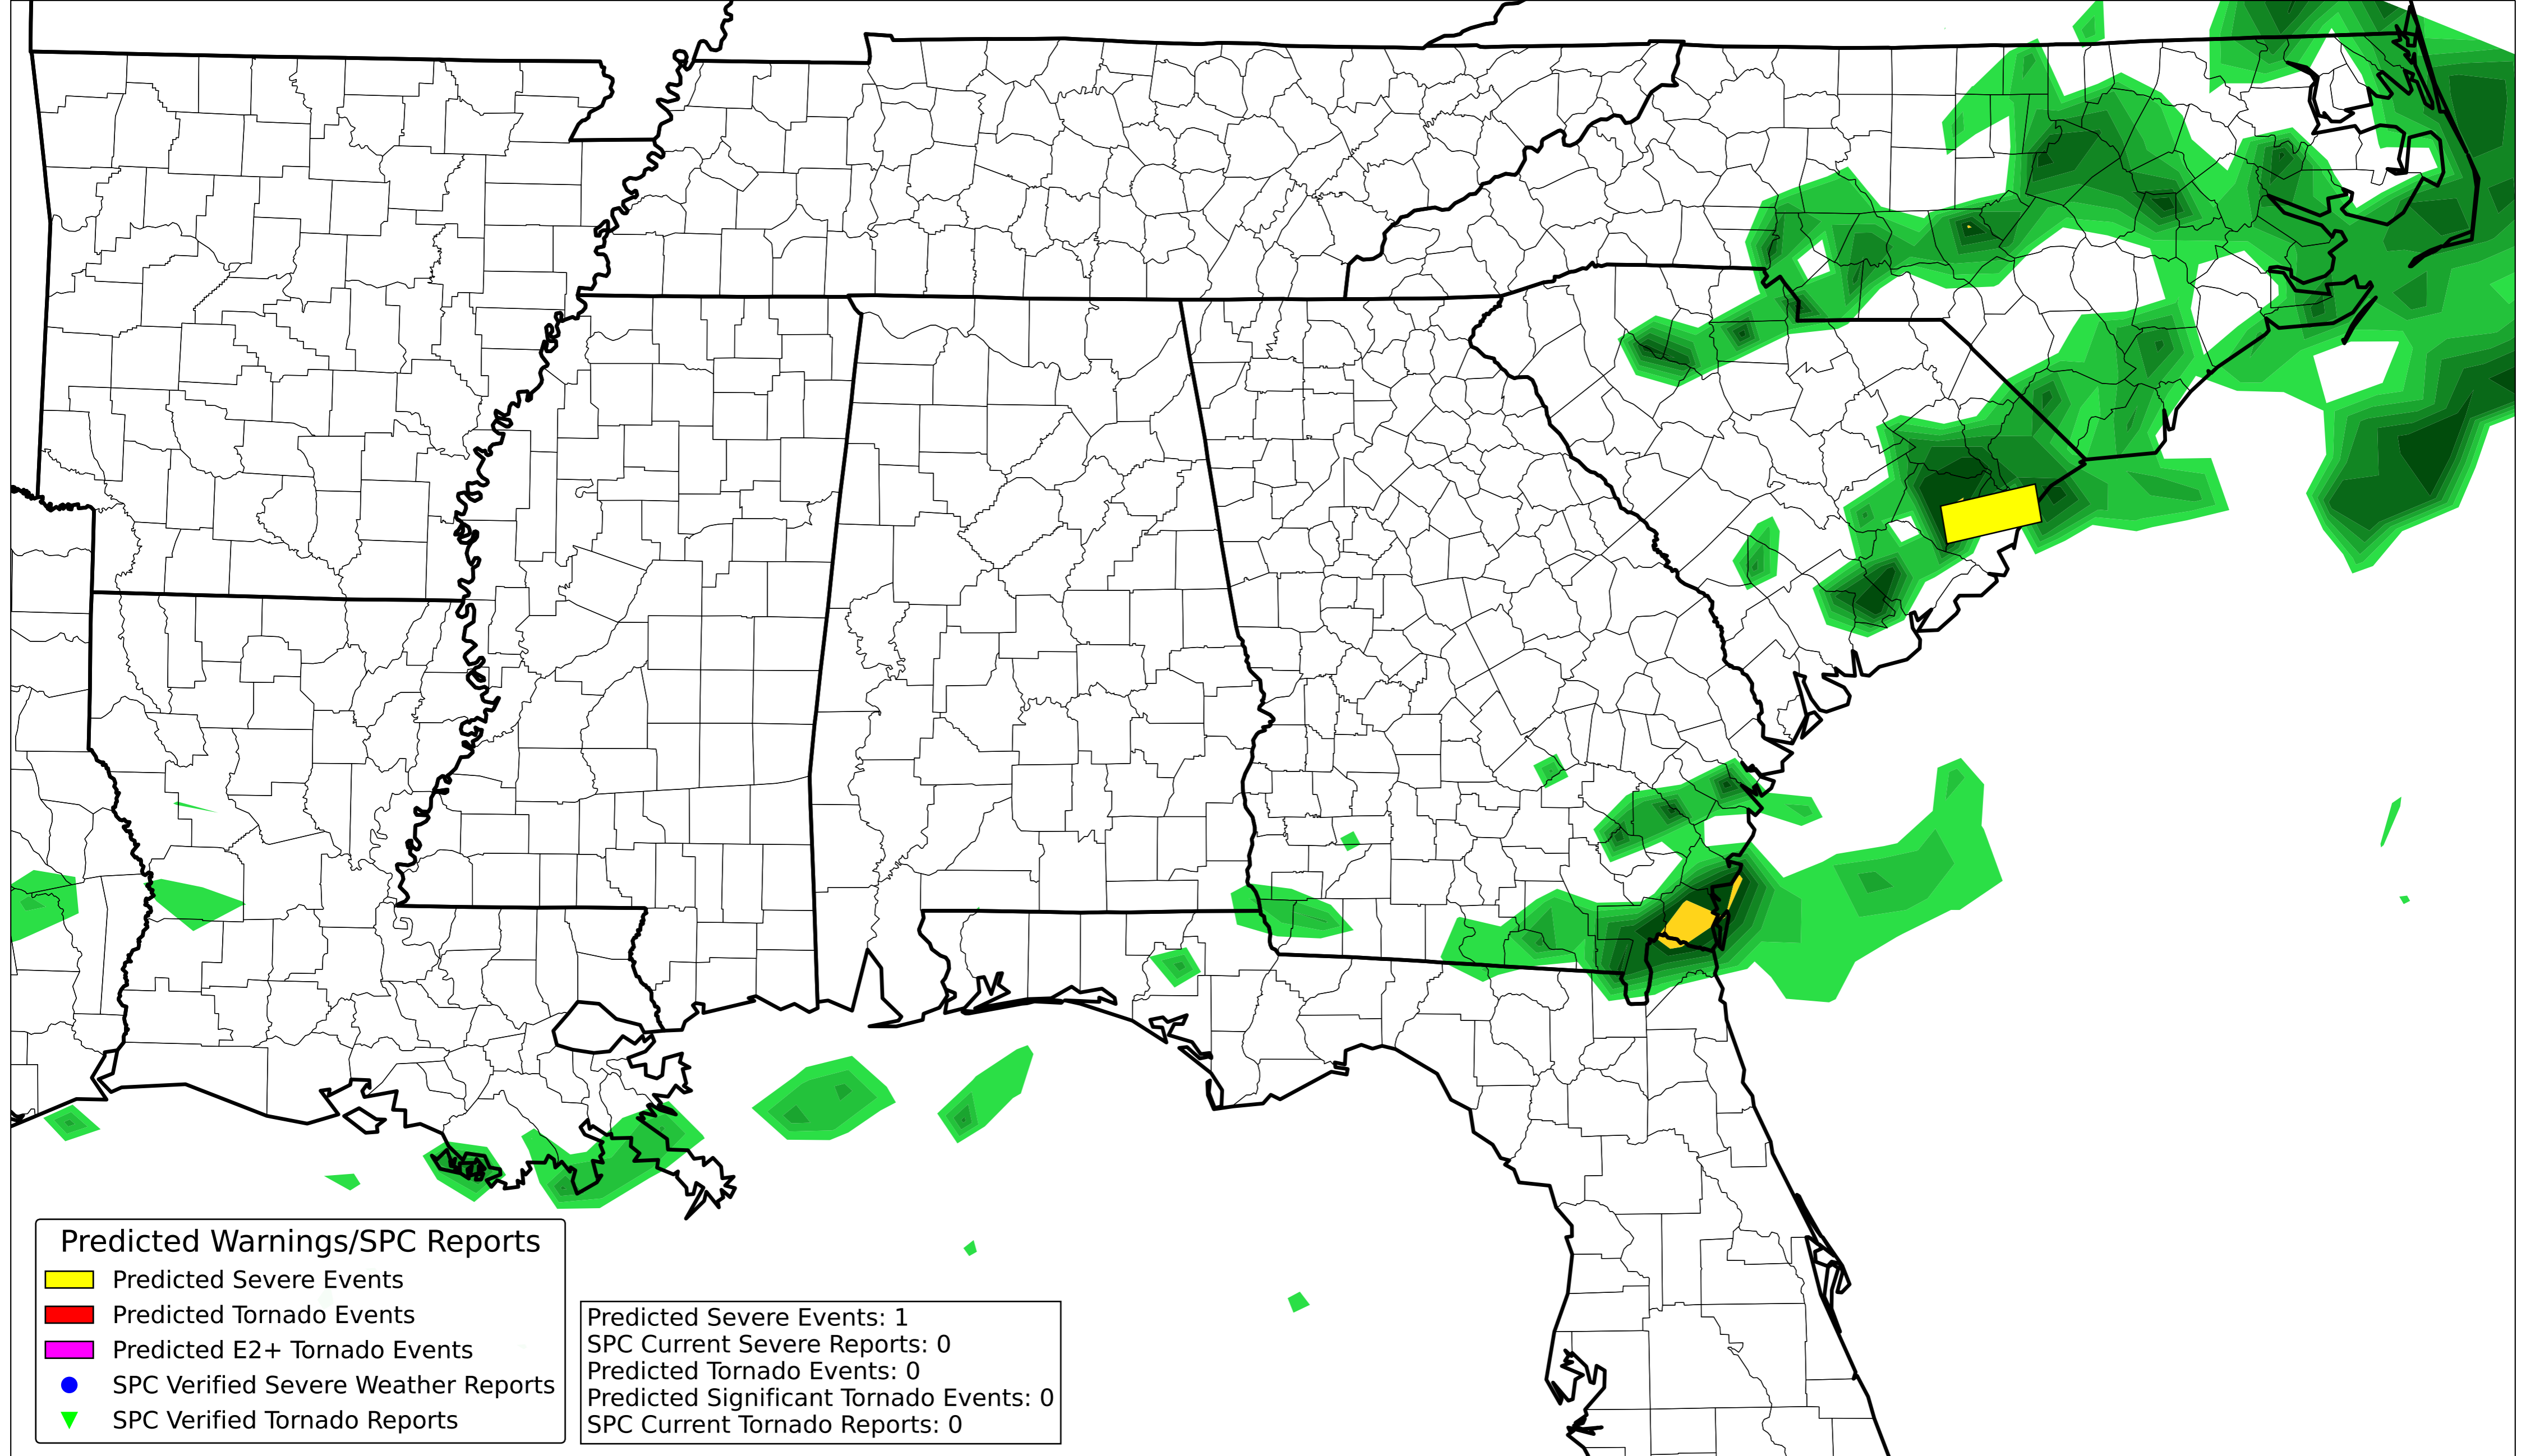 Predicted Warnings/SPC Reports
Predicted Severe Events
Predicted Tornado Events
Predicted E2+ Tornado Events
SPC Verified Severe Weather Reports
SPC Verified Tornado Reports
Predicted Severe Events: 1
SPC Current Severe Reports: 0
Predicted Tornado Events: 0
Predicted Significant Tornado Events: 0
SPC Current Tornado Reports: 0